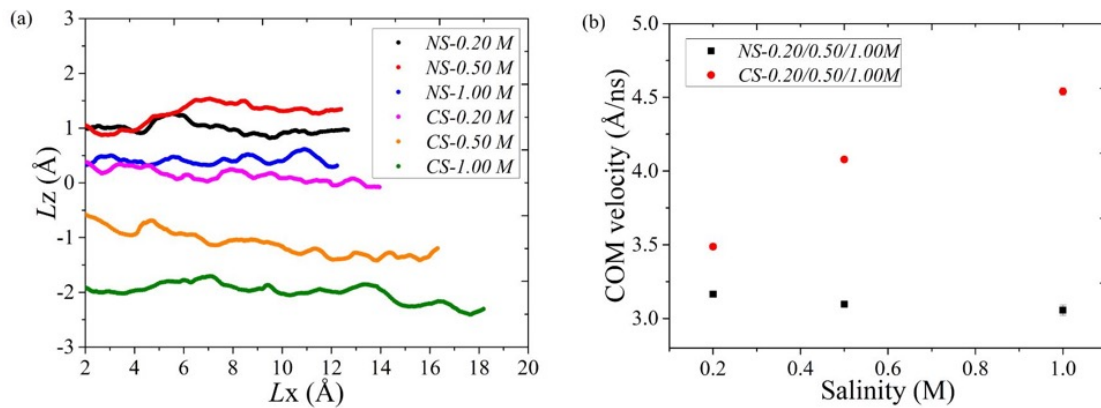 (a)
3
2
1
0
-1
-2
-3
Lz (Å)
2 4 6 8 10 12 14 16 18 20
Lx (Å)
NS-0.20 M
NS-0.50 M
NS-1.00 M
CS-0.20 M
CS-0.50 M
CS-1.00 M
(b)
5.0
4.5
4.0
3.5
3.0
COM velocity (Å/ns)
0.2 0.4 0.6 0.8 1.0
Salinity (M)
NS-0.20/0.50/1.00M
CS-0.20/0.50/1.00M